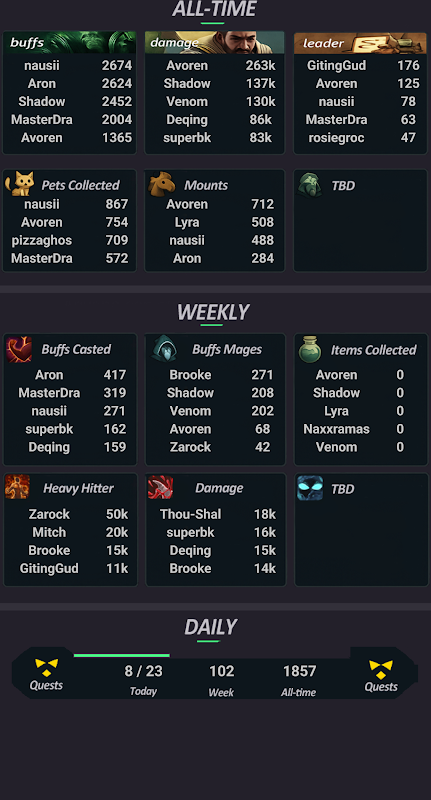 ALL-TIME
buffs
nausii 2674
Aron 2624
Shadow 2452
MasterDra 2004
Avoren 1365
damage
Avoren 263k
Shadow 137k
Venom 130k
Deqing 86k
superbk 83k
leader
GitingGud 176
Avoren 125
nausii 78
MasterDra 63
rosiegroc 47
Pets Collected
nausii 867
Avoren 754
pizzaghos 709
MasterDra 572
Mounts
Avoren 712
Lyra 508
nausii 488
Aron 284
TBD
WEEKLY
Buffs Casted
Aron 417
MasterDra 319
nausii 271
superbk 162
Deqing 159
Buffs Mages
Brooke 271
Shadow 208
Venom 202
Avoren 68
Zarock 42
Items Collected
Avoren 0
Shadow 0
Lyra 0
Naxxramas 0
Venom 0
Heavy Hitter
Zarock 50k
Mitch 20k
Brooke 15k
GitingGud 11k
Damage
Thou-Shal 18k
superbk 16k
Deqing 15k
Brooke 14k
TBD
DAILY
Quests
8 / 23
Today
102
Week
1857
All-time
Quests